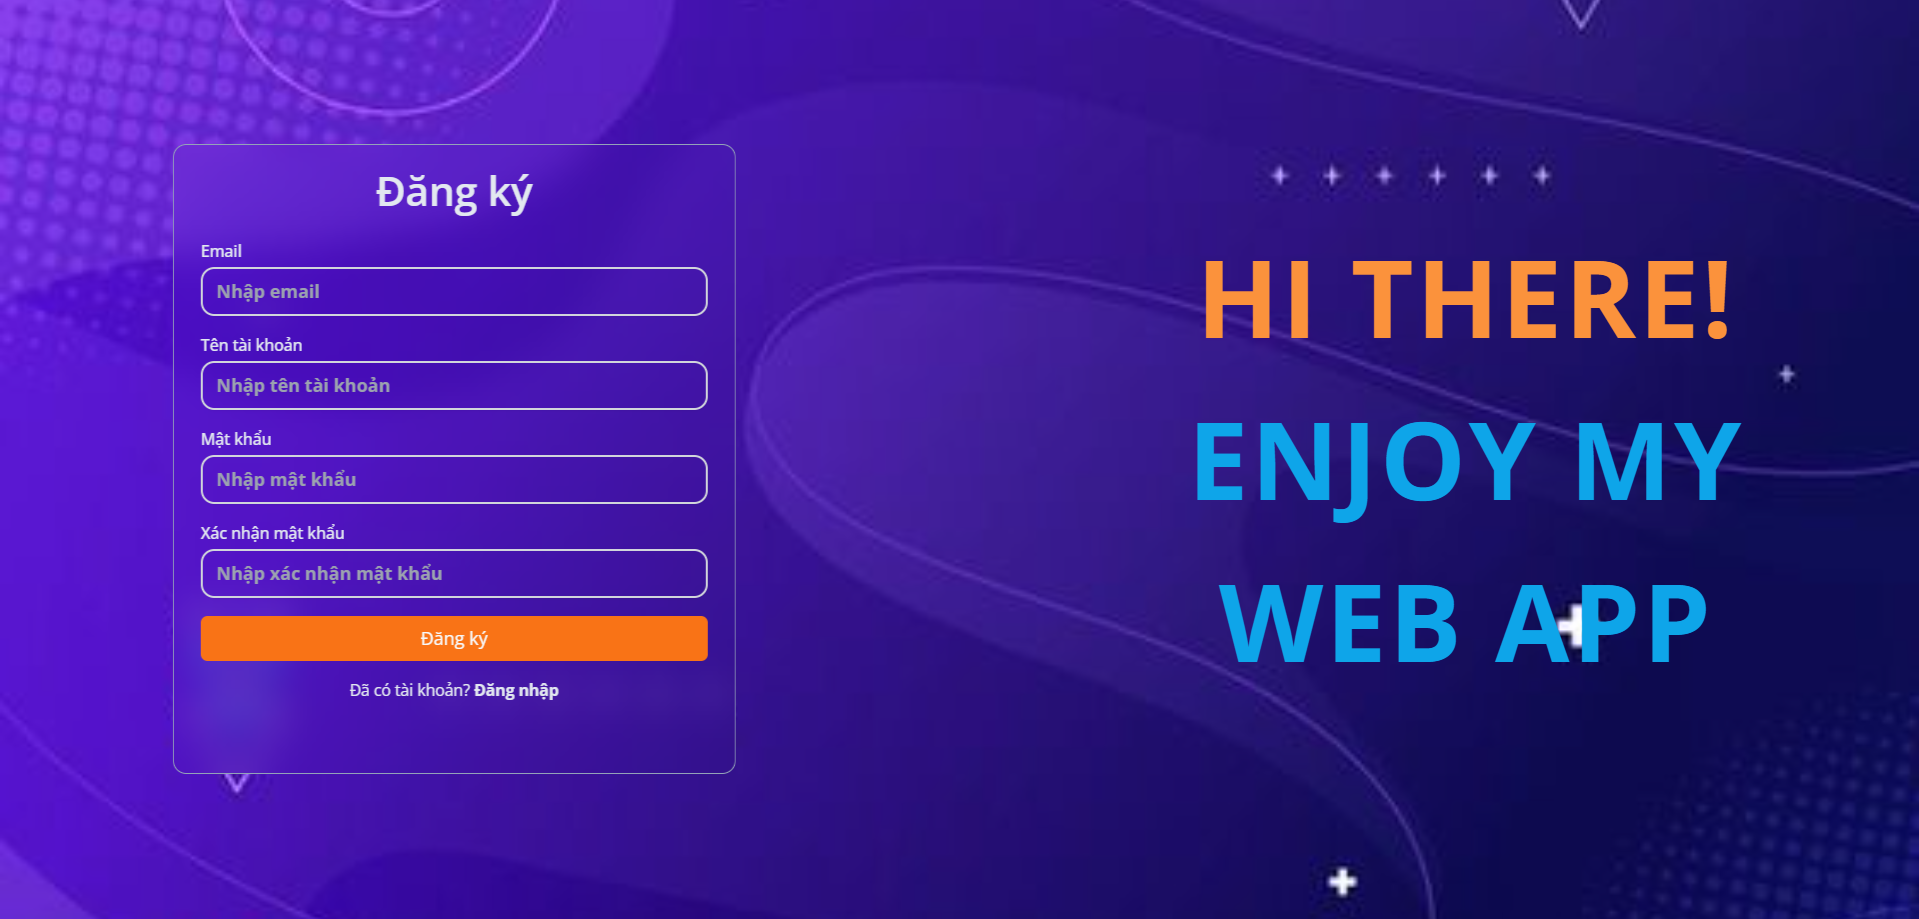 Đăng ký
Email
Nhập email
Tên tài khoản
Nhập tên tài khoản
Mật khẩu
Nhập mật khẩu
Xác nhận mật khẩu
Nhập xác nhận mật khẩu
Đăng ký
Đã có tài khoản? Đăng nhập
HI THERE!
ENJOY MY
WEB APP